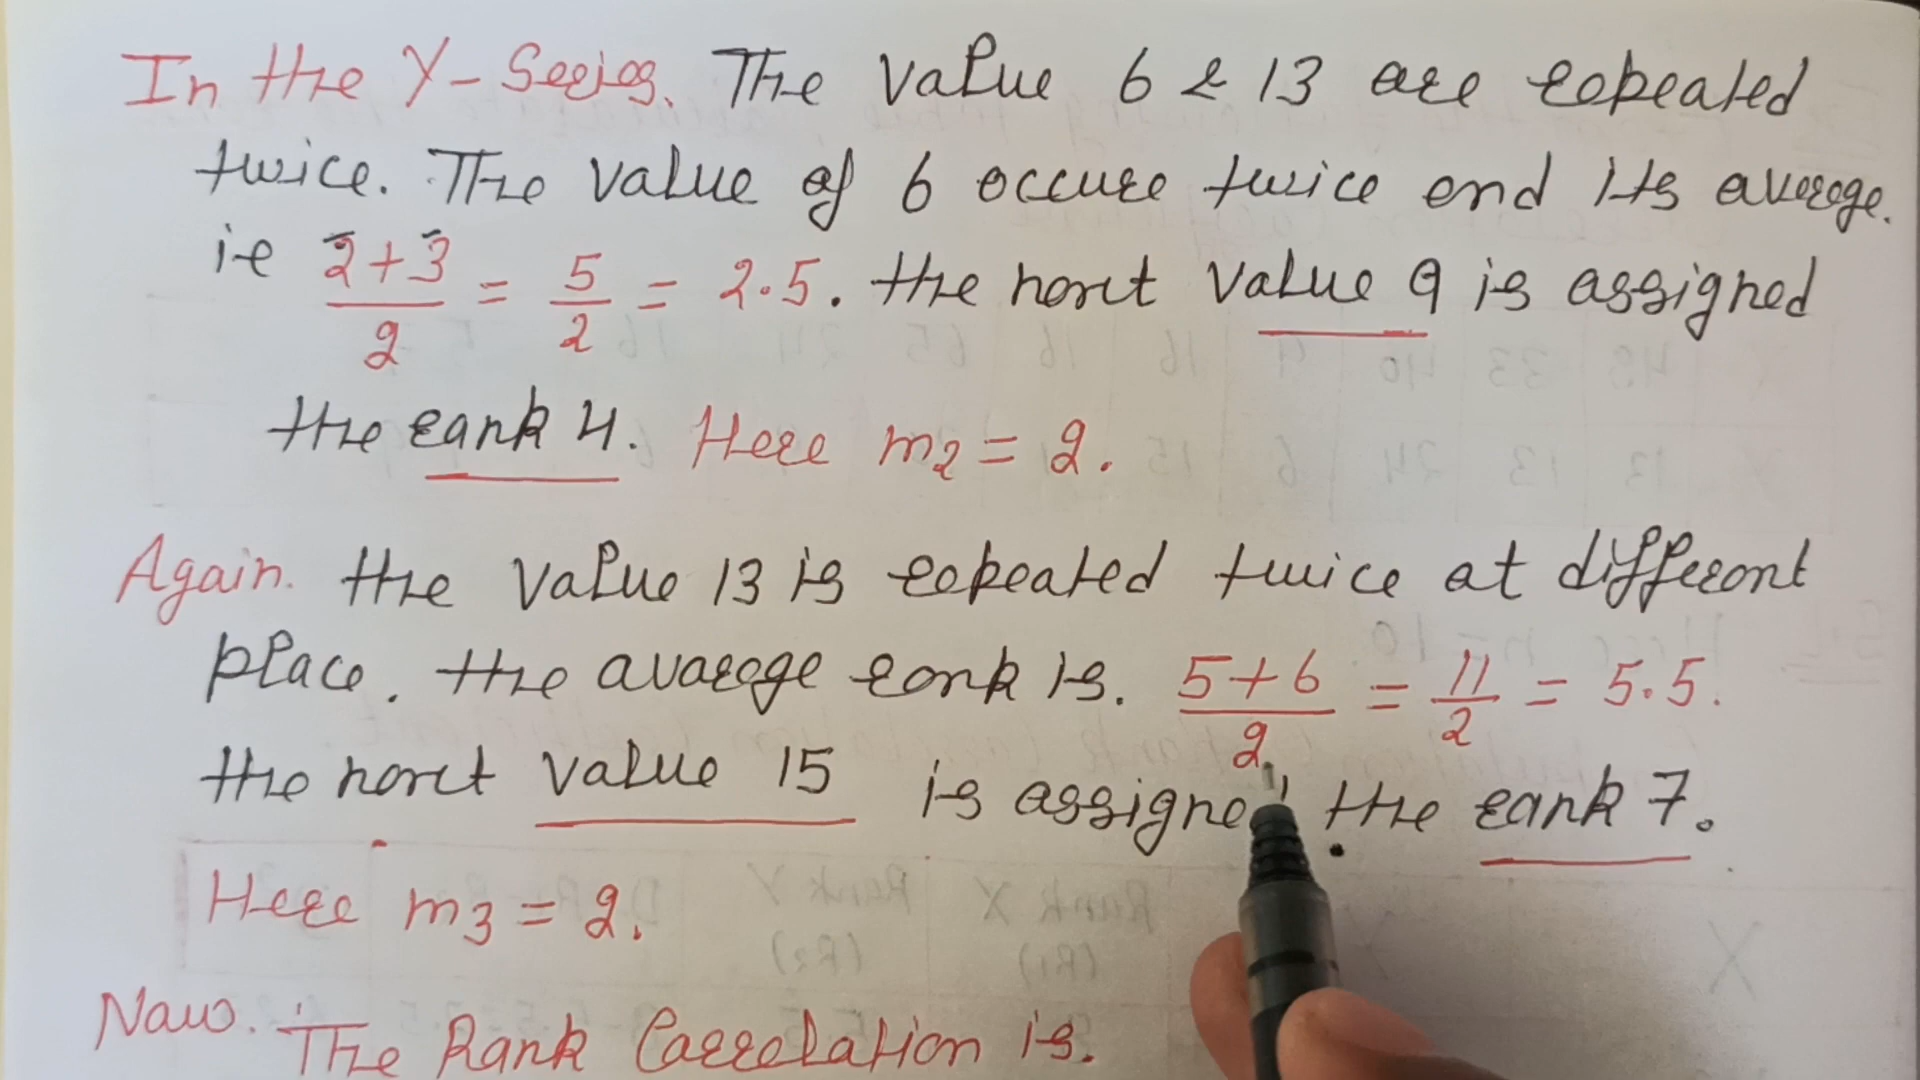 In the Y-Series. The value 6 & 13 are repeated
twice. The value of 6 occure twice and its average.
i-e 2+3/2 = 5/2 = 2.5. the next value 9 is assigned
the rank 4. Here m2 = 2.
Again. the value 13 is repeated twice at different
place. the avarage rank is. 5+6/2 = 11/2 = 5.5.
the next value 15 is assigned the rank 7.
Here m3 = 2.
Now. The Rank Correlation is.